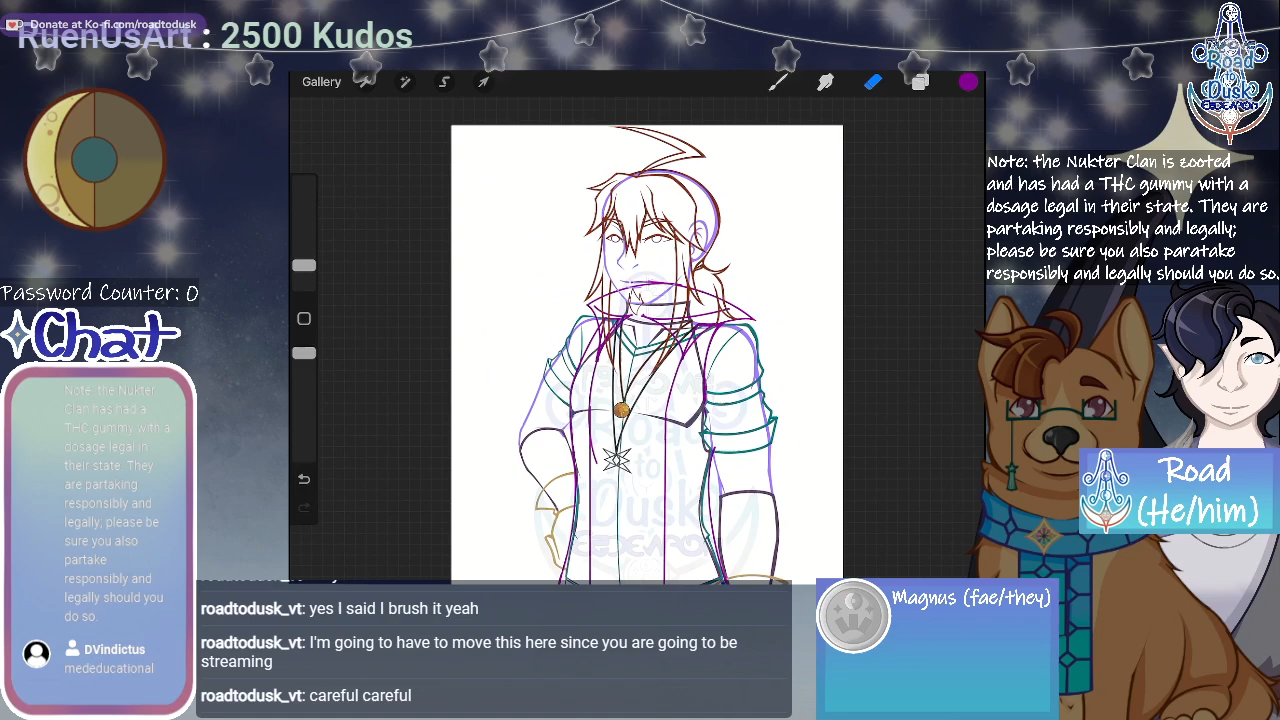 Donate at Ko-fi.com/roadtodusk
RuenUsArt : 2500 Kudos
Gallery
Road
to
Dusk
Note: the Nukter Clan is zooted
and has had a THC gummy with a
dosage legal in their state. They are
partaking responsibly and legally;
please be sure you also paratake
responsibly and legally should you do so.
Password Counter: 0
Chat
Note: the Nukter
Clan has had a
THC gummy with a
dosage legal in
their state. They
are partaking
responsibly and
legally; please be
sure you also
partake
responsibly and
legally should you
do so.
DVindictus
mededucational
Road
to
Dusk
Road
(He/him)
roadtodusk_vt: yes I said I brush it yeah
roadtodusk_vt: I'm going to have to move this here since you are going to be
streaming
roadtodusk_vt: careful careful
Magnus (fae/they)